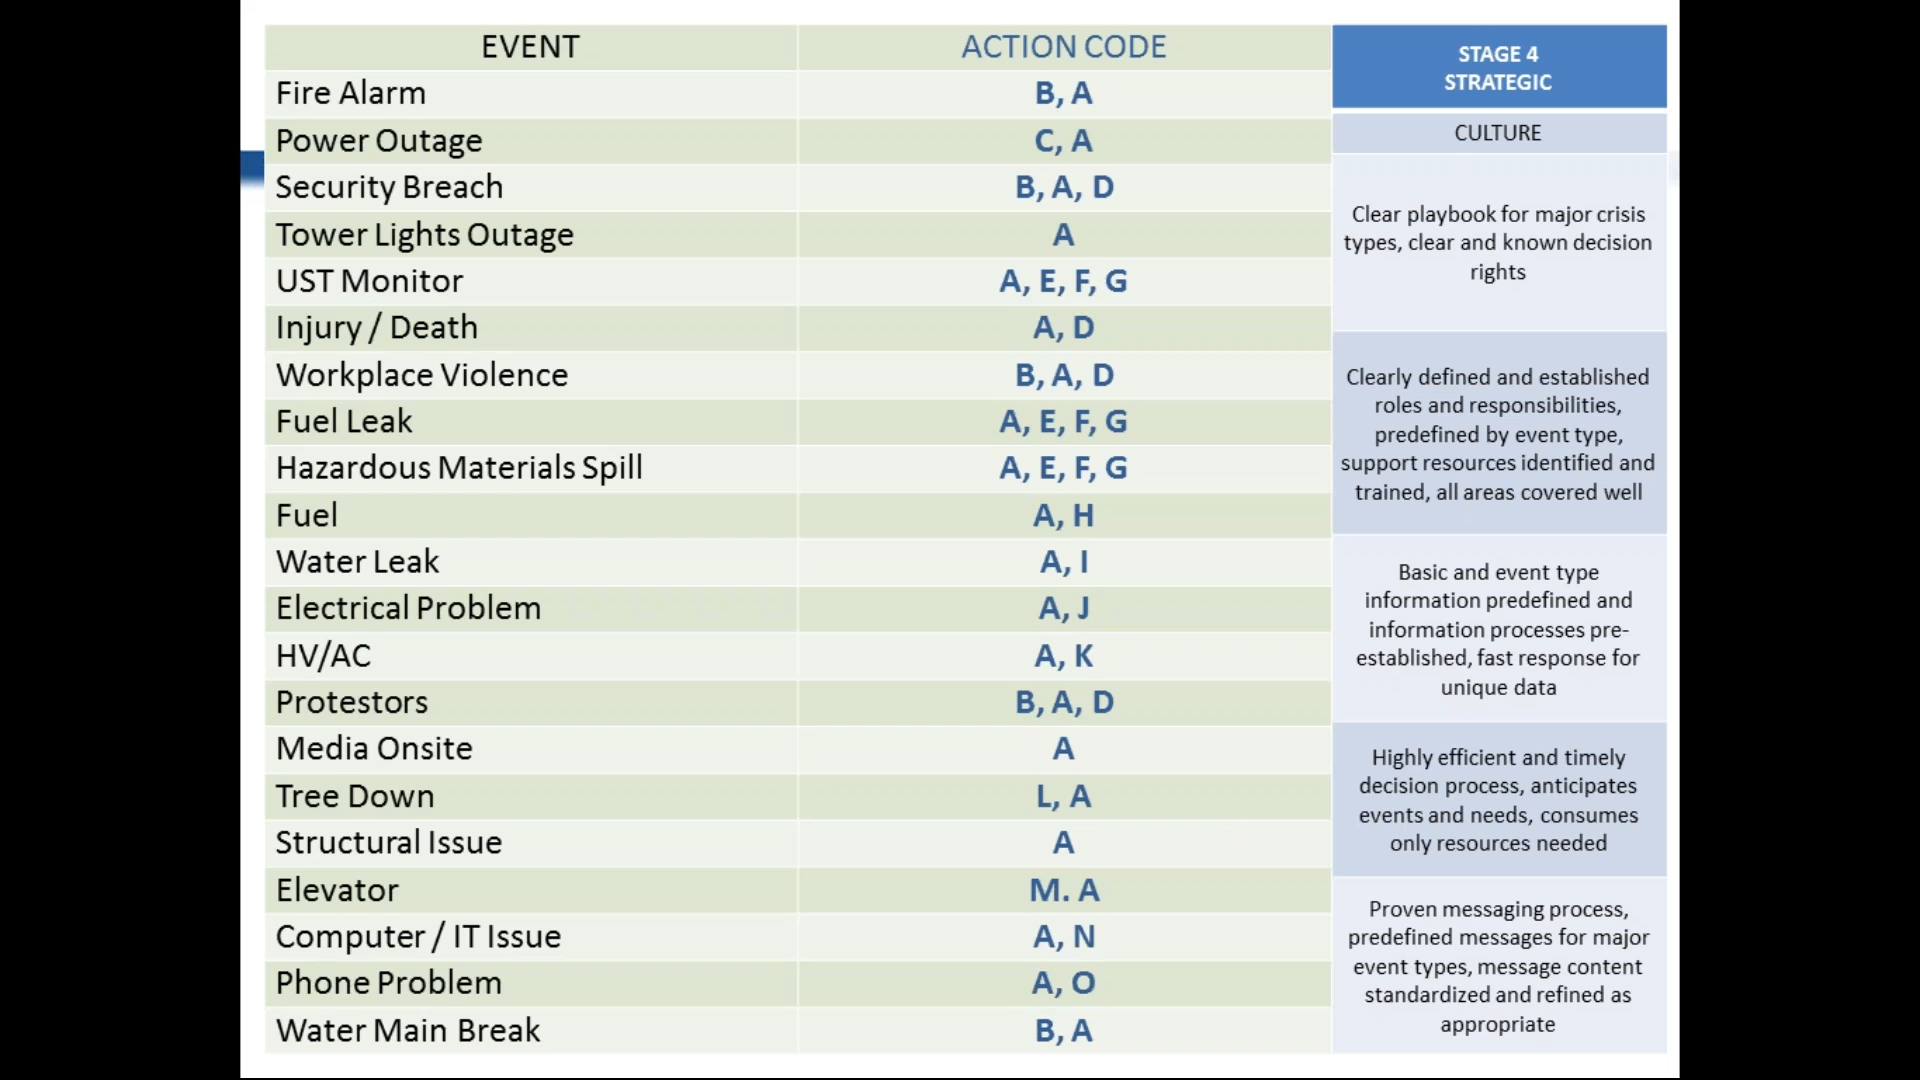 EVENT ACTION CODE
Fire Alarm B, A
Power Outage C, A
Security Breach B, A, D
Tower Lights Outage A
UST Monitor A, E, F, G
Injury / Death A, D
Workplace Violence B, A, D
Fuel Leak A, E, F, G
Hazardous Materials Spill A, E, F, G
Fuel A, H
Water Leak A, I
Electrical Problem A, J
HV/AC A, K
Protestors B, A, D
Media Onsite A
Tree Down L, A
Structural Issue A
Elevator M. A
Computer / IT Issue A, N
Phone Problem A, O
Water Main Break B, A
STAGE 4
STRATEGIC
CULTURE
Clear playbook for major crisis
types, clear and known decision
rights
Clearly defined and established
roles and responsibilities,
predefined by event type,
support resources identified and
trained, all areas covered well
Basic and event type
information predefined and
information processes pre-
established, fast response for
unique data
Highly efficient and timely
decision process, anticipates
events and needs, consumes
only resources needed
Proven messaging process,
predefined messages for major
event types, message content
standardized and refined as
appropriate